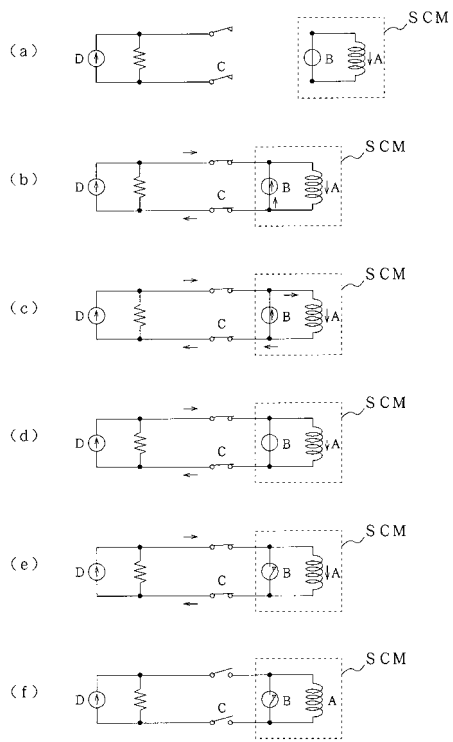 (a) D C B A SCM
(b) D C B A SCM
(c) D C B A SCM
(d) D C B A SCM
(e) D C B A SCM
(f) D C B A SCM